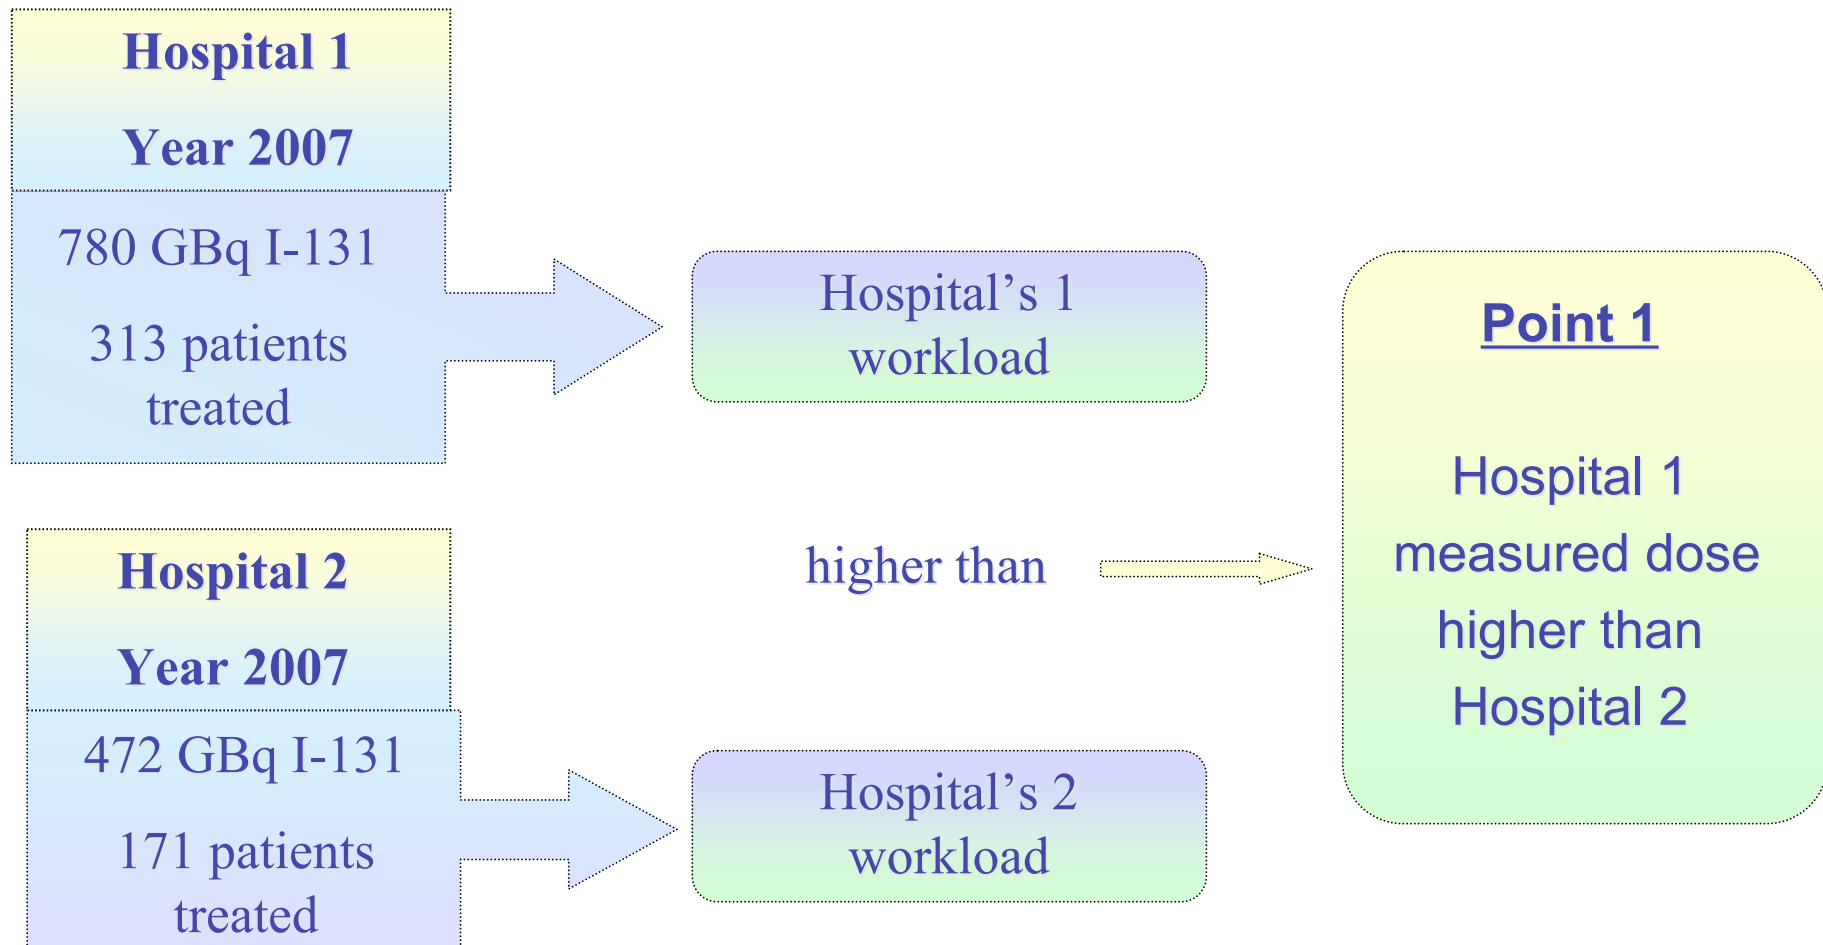 Hospital 1
Year 2007
780 GBq I-131
313 patients
treated
Hospital’s 1
workload
Hospital 2
Year 2007
472 GBq I-131
171 patients
treated
higher than
Hospital’s 2
workload
Point 1
Hospital 1
measured dose
higher than
Hospital 2